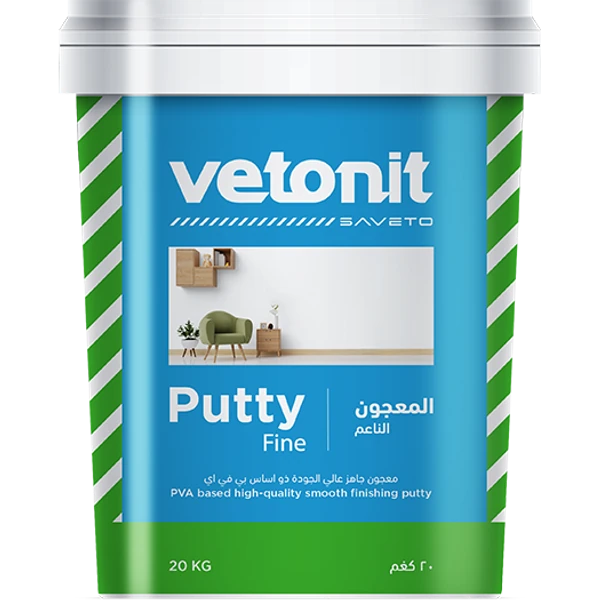 vetonit
SAVETO
Putty
Fine
المعجون
الناعم
معجون جاهز عالي الجودة ذو اساس بي في اي
PVA based high-quality smooth finishing putty
20 KG
٢٠ كغم